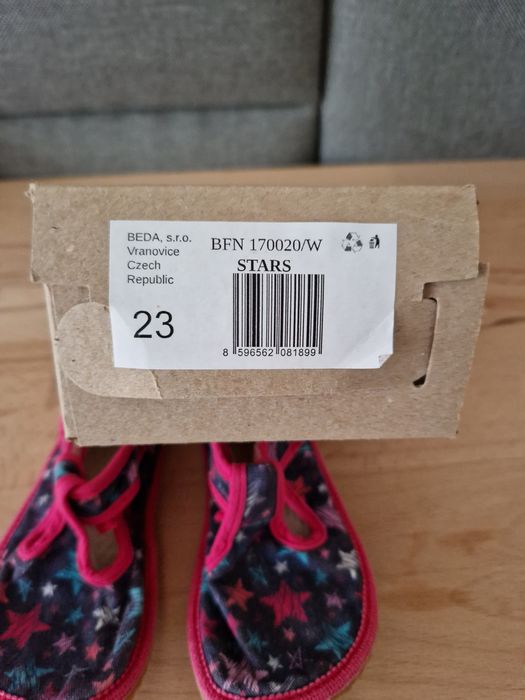 BEDA, s.r.o.
Vranovice
Czech
Republic
BFN 170020/W
STARS
23
8 596562 081899